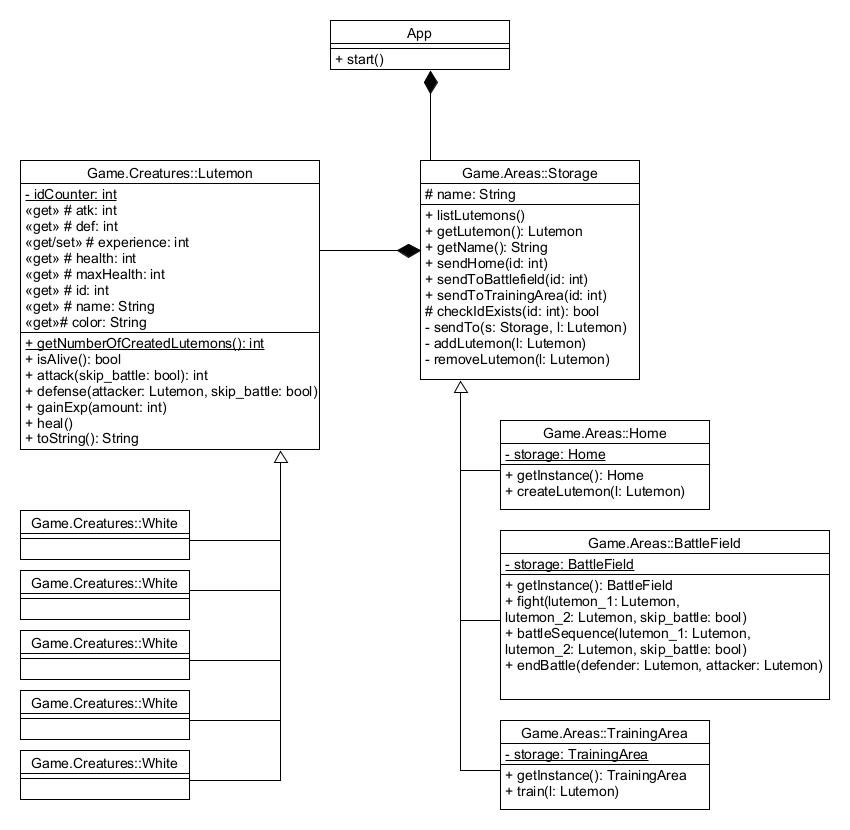 App
+ start()
Game.Creatures::Lutemon
- idCounter: int
«get» # atk: int
«get» # def: int
«get/set» # experience: int
«get» # health: int
«get» # maxHealth: int
«get» # id: int
«get» # name: String
«get»# color: String
+ getNumberOfCreatedLutemons(): int
+ isAlive(): bool
+ attack(skip_battle: bool): int
+ defense(attacker: Lutemon, skip_battle: bool)
+ gainExp(amount: int)
+ heal()
+ toString(): String
Game.Areas::Storage
# name: String
+ listLutemons()
+ getLutemon(): Lutemon
+ getName(): String
+ sendHome(id: int)
+ sendToBattlefield(id: int)
+ sendToTrainingArea(id: int)
# checkIdExists(id: int): bool
- sendTo(s: Storage, l: Lutemon)
- addLutemon(l: Lutemon)
- removeLutemon(l: Lutemon)
Game.Creatures::White
Game.Creatures::White
Game.Creatures::White
Game.Creatures::White
Game.Creatures::White
Game.Areas::Home
- storage: Home
+ getInstance(): Home
+ createLutemon(l: Lutemon)
Game.Areas::BattleField
- storage: BattleField
+ getInstance(): BattleField
+ fight(lutemon_1: Lutemon,
lutemon_2: Lutemon, skip_battle: bool)
+ battleSequence(lutemon_1: Lutemon,
lutemon_2: Lutemon, skip_battle: bool)
+ endBattle(defender: Lutemon, attacker: Lutemon)
Game.Areas::TrainingArea
- storage: TrainingArea
+ getInstance(): TrainingArea
+ train(l: Lutemon)